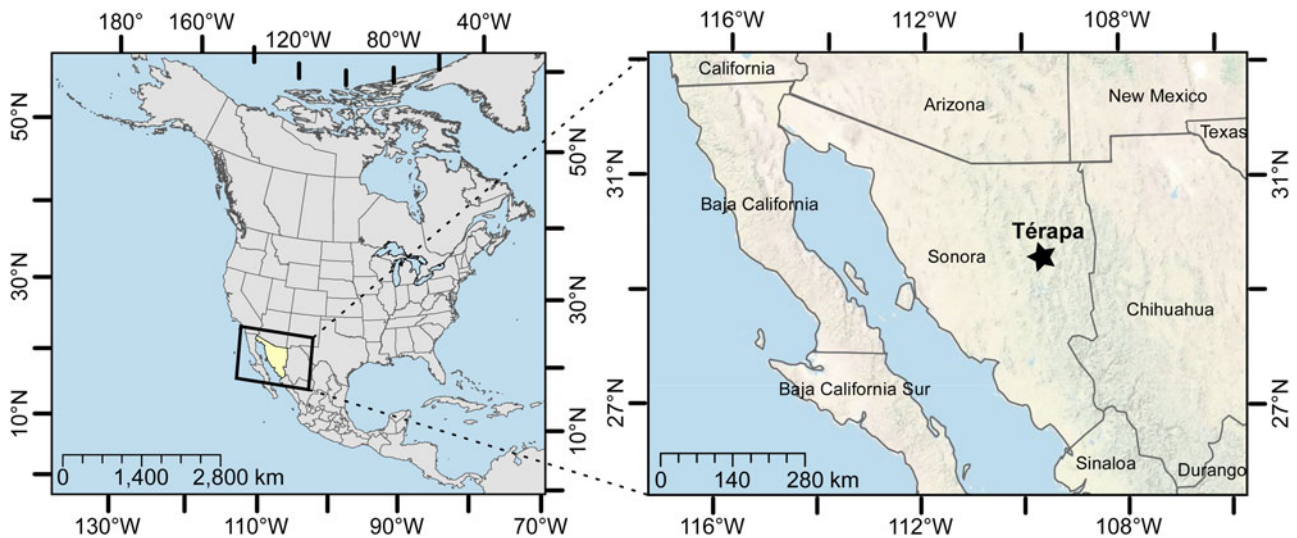 180° 160°W 120°W 80°W 40°W
50°N
30°N
10°N
50°N
30°N
10°N
0 1,400 2,800 km
130°W 110°W 90°W 70°W
116°W 112°W 108°W
California
Arizona
New Mexico
Texas
31°N
31°N
Baja California
Térapa
Sonora
Chihuahua
Baja California Sur
27°N
27°N
Sinaloa
Durango
0 140 280 km
116°W 112°W 108°W